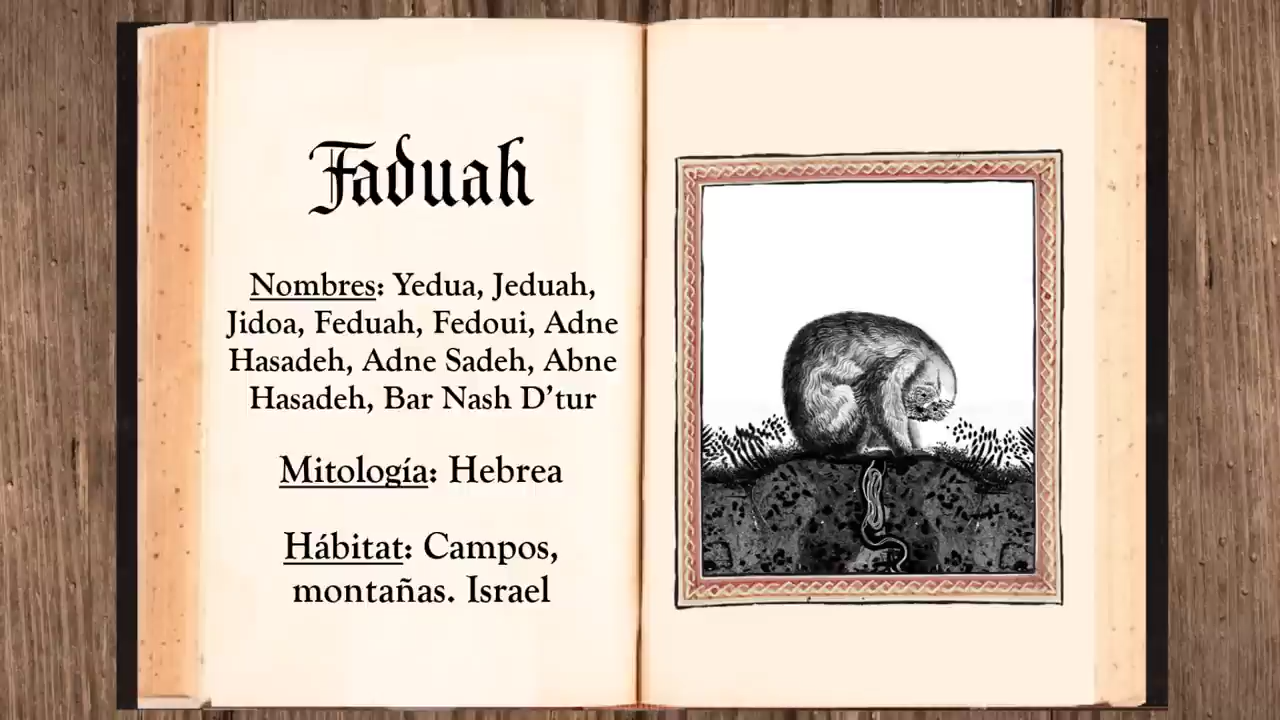 Faduah
Nombres: Yedua, Jeduah,
Jidoa, Feduah, Fedoui, Adne
Hasadeh, Adne Sadeh, Abne
Hasadeh, Bar Nash D'tur
Mitología: Hebrea
Hábitat: Campos,
montañas. Israel